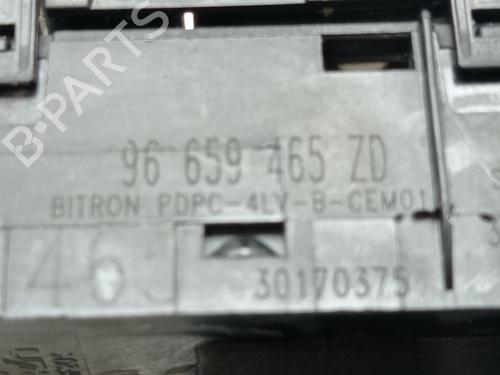 B-PARTS
96 659 465 ZD
BITRON PDPC-4LV-B-CEM01
30170375